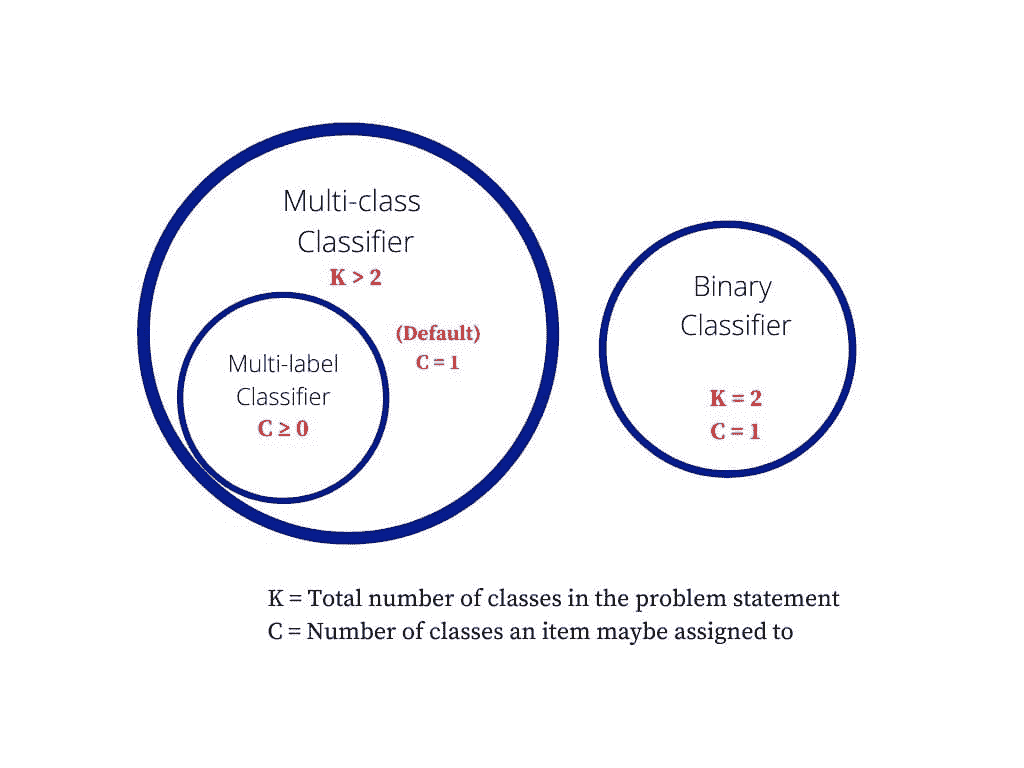 Multi-class
Classifier
K > 2
(Default)
C = 1
Multi-label
Classifier
C ≥ 0
Binary
Classifier
K = 2
C = 1
K = Total number of classes in the problem statement
C = Number of classes an item maybe assigned to